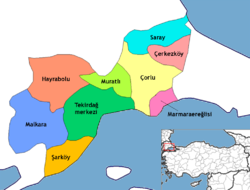 Saray
Çerkezköy
Hayrabolu
Muratlı
Çorlu
Tekirdağ
merkezi
Malkara
Marmaraereğlisi
Şarköy